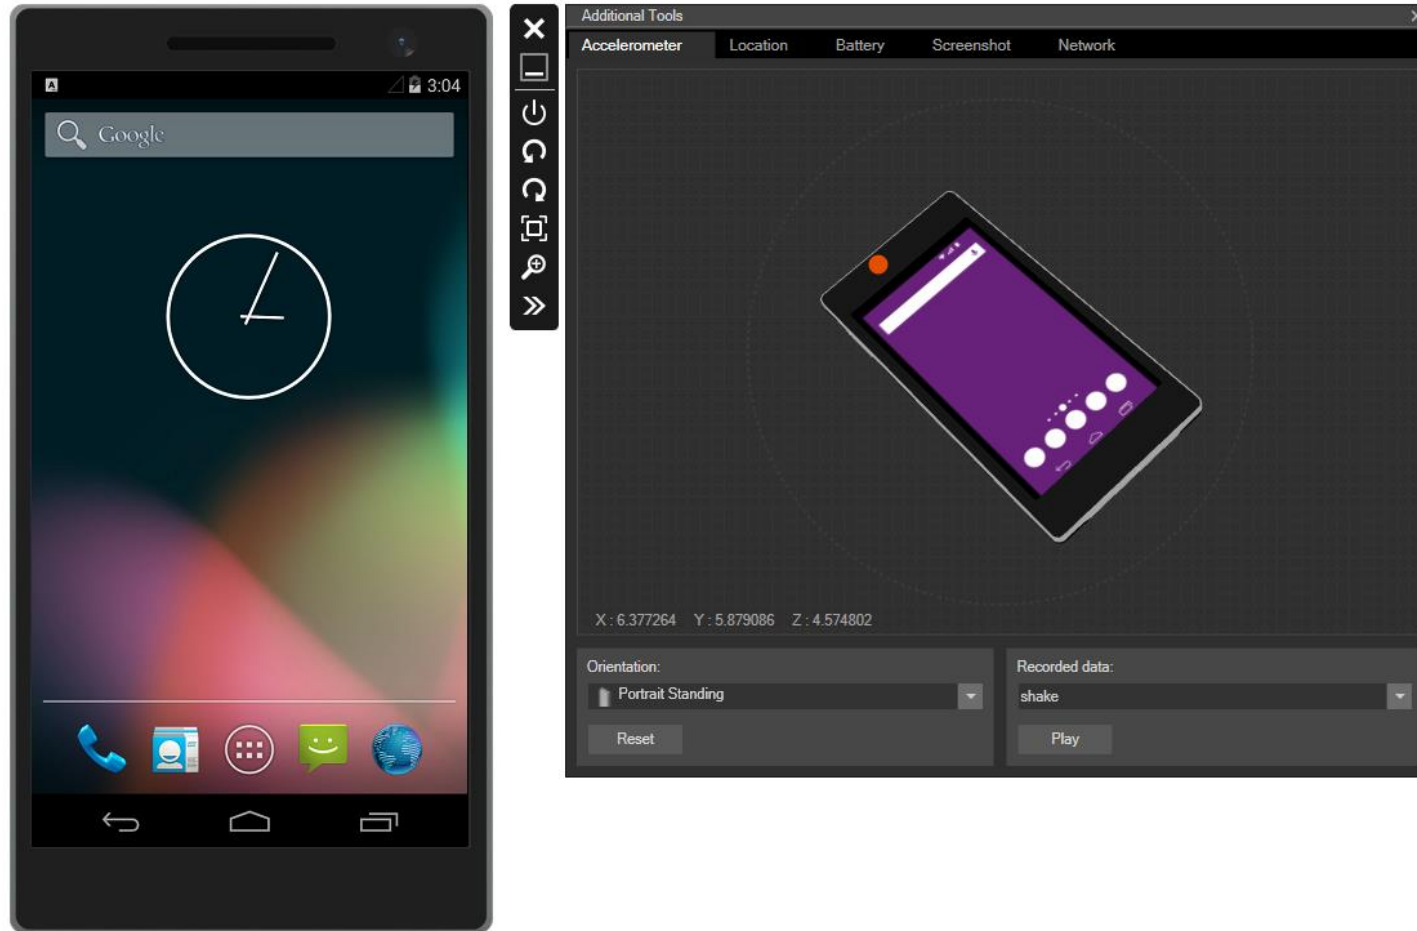 3:04
Google
Additional Tools
Accelerometer Location Battery Screenshot Network
X : 6.377264 Y : 5.879086 Z : 4.574802
Orientation:
Portrait Standing
Reset
Recorded data:
shake
Play